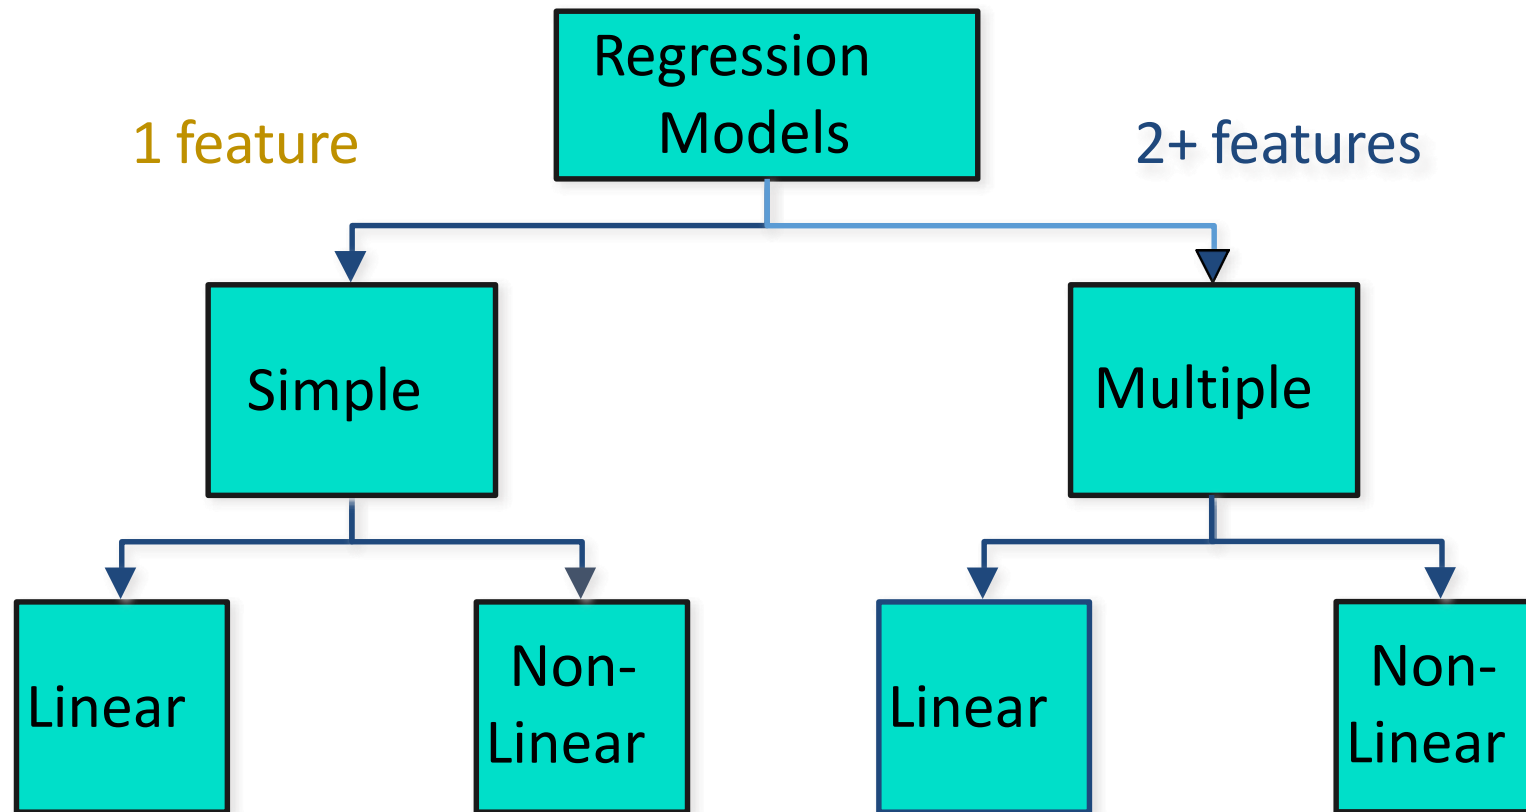 Regression
Models
1 feature
2+ features
Simple
Multiple
Linear
Non-
Linear
Linear
Non-
Linear